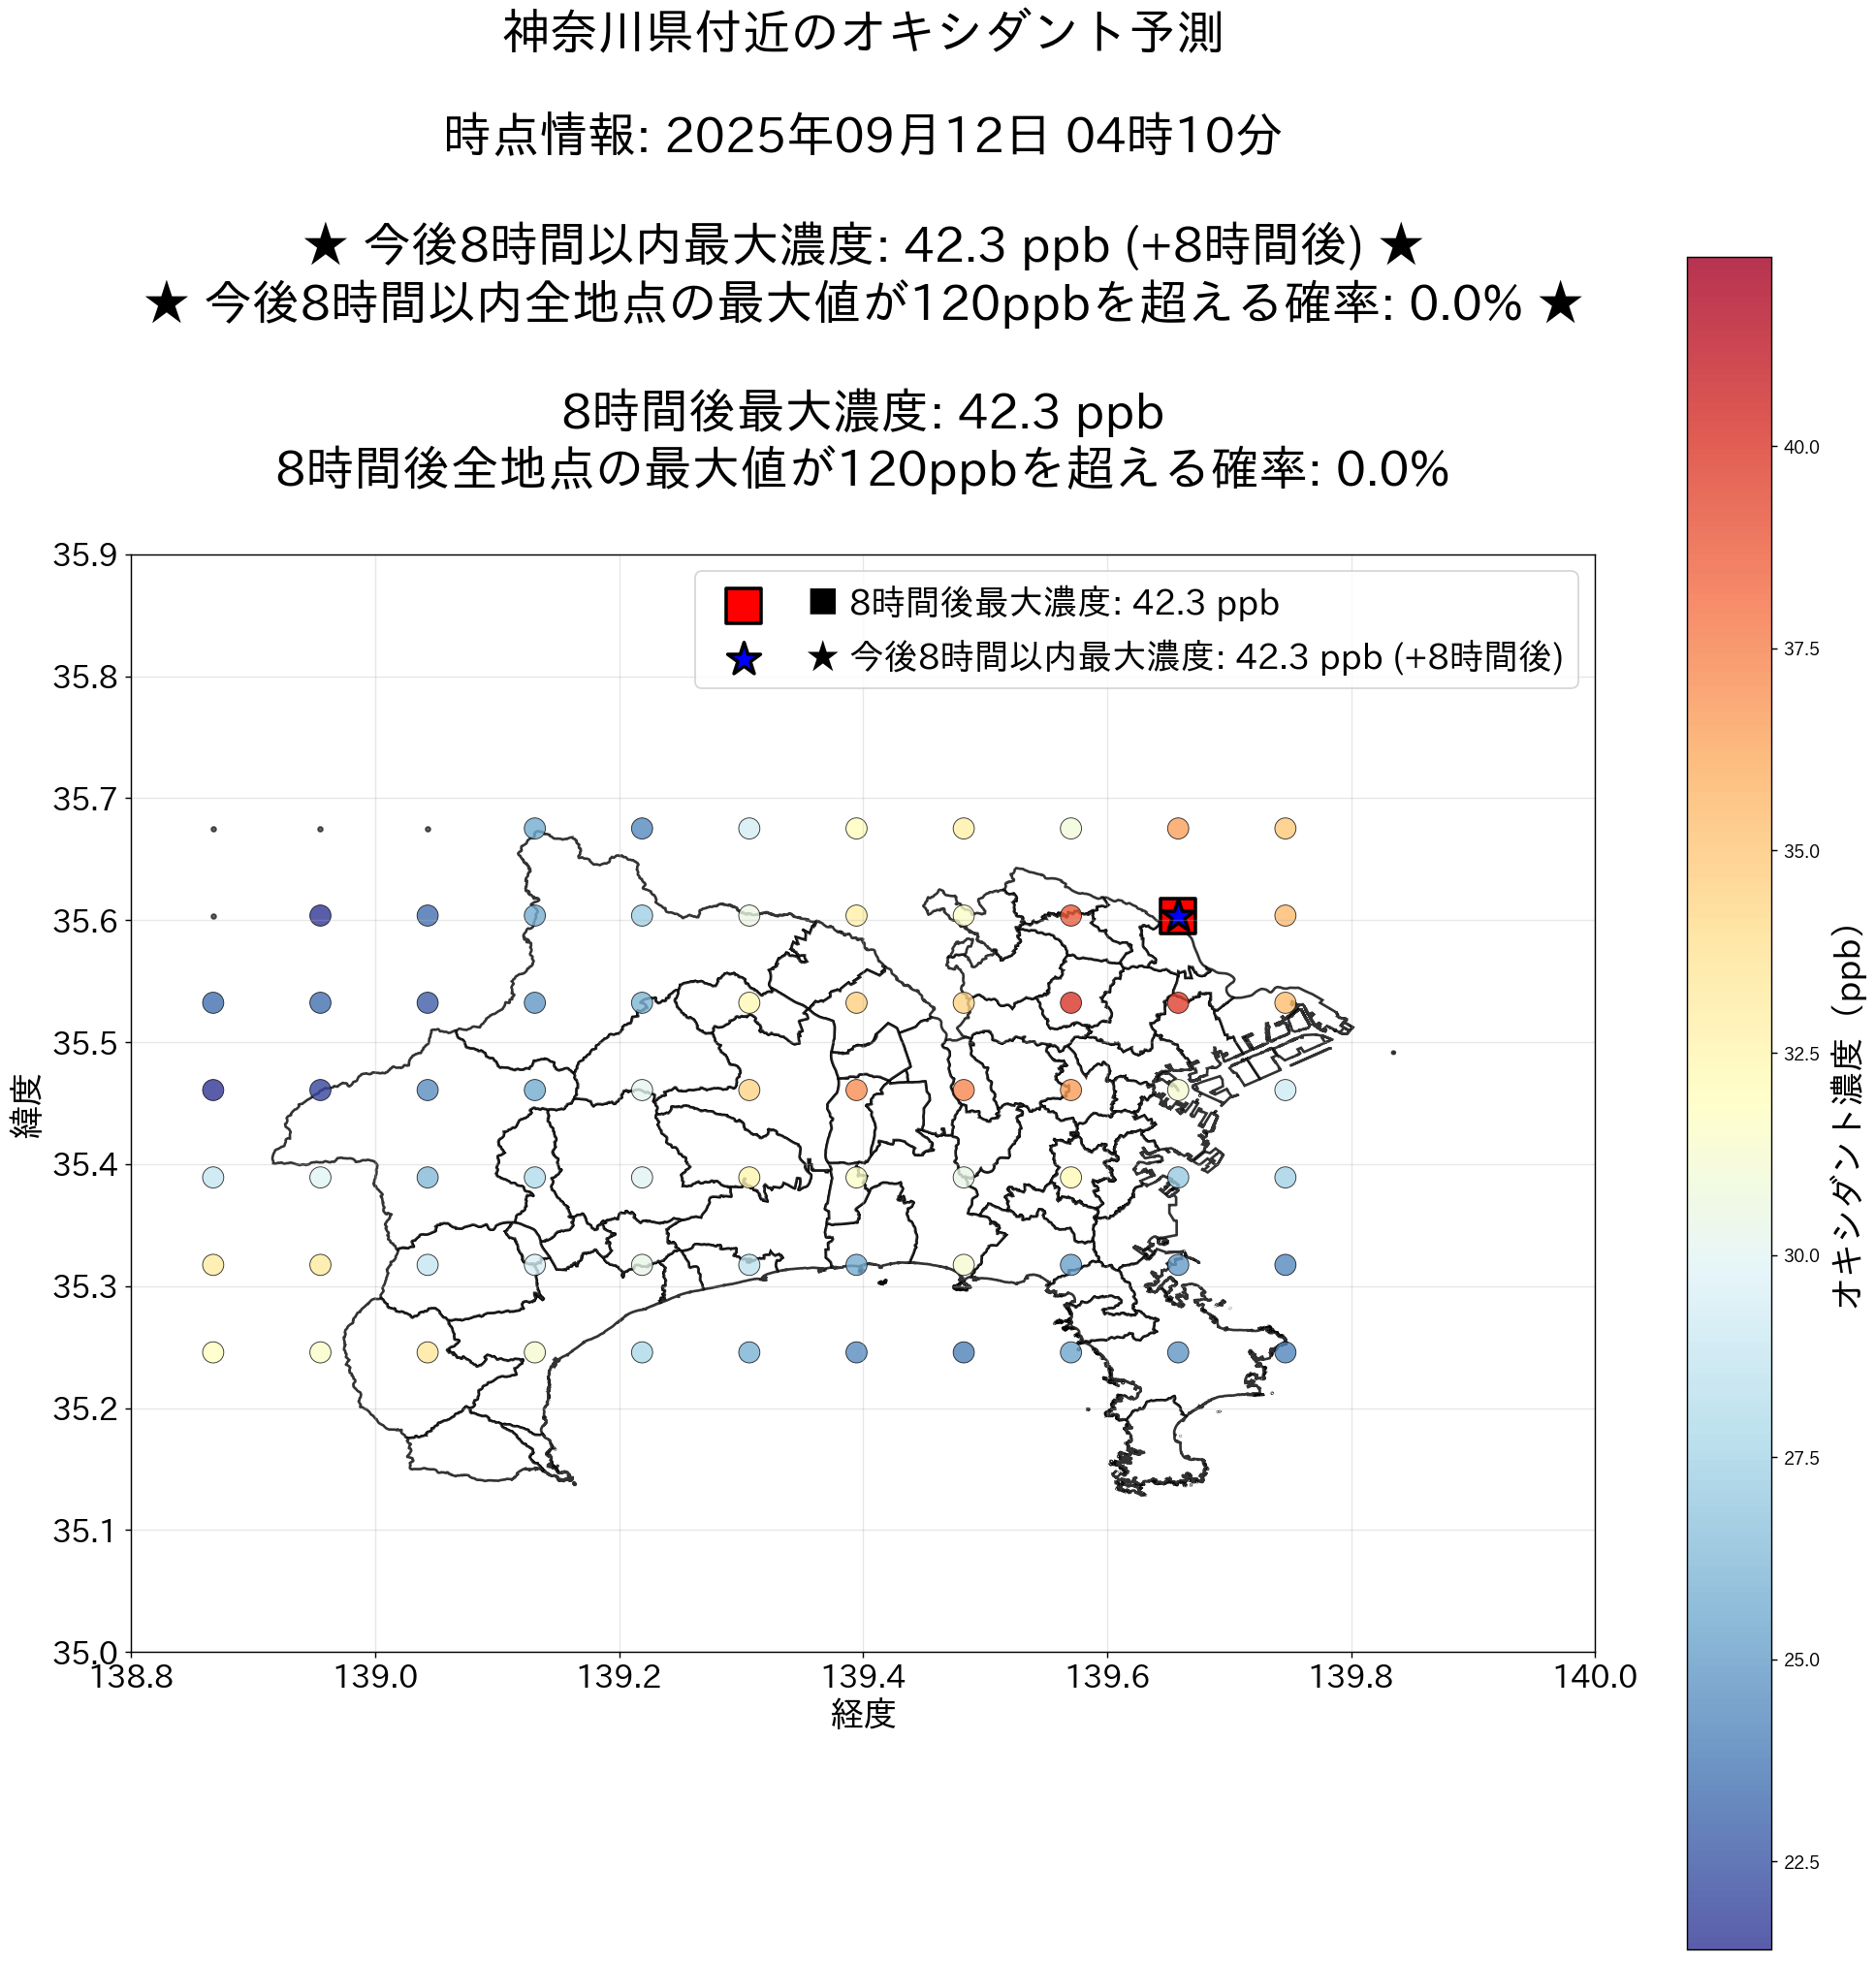 神奈川県付近のオキシダント予測
時点情報: 2025年09月12日 04時10分
★ 今後8時間以内最大濃度: 42.3 ppb (+8時間後) ★
★ 今後8時間以内全地点の最大値が120ppbを超える確率: 0.0% ★
8時間後最大濃度: 42.3 ppb
8時間後全地点の最大値が120ppbを超える確率: 0.0%
■ 8時間後最大濃度: 42.3 ppb
★ 今後8時間以内最大濃度: 42.3 ppb (+8時間後)
35.9
35.8
35.7
35.6
35.5
35.4
35.3
35.2
35.1
35.0
緯度
138.8
139.0
139.2
139.4
139.6
139.8
140.0
経度
40.0
37.5
35.0
32.5
30.0
27.5
25.0
22.5
オキシダント濃度 (ppb)